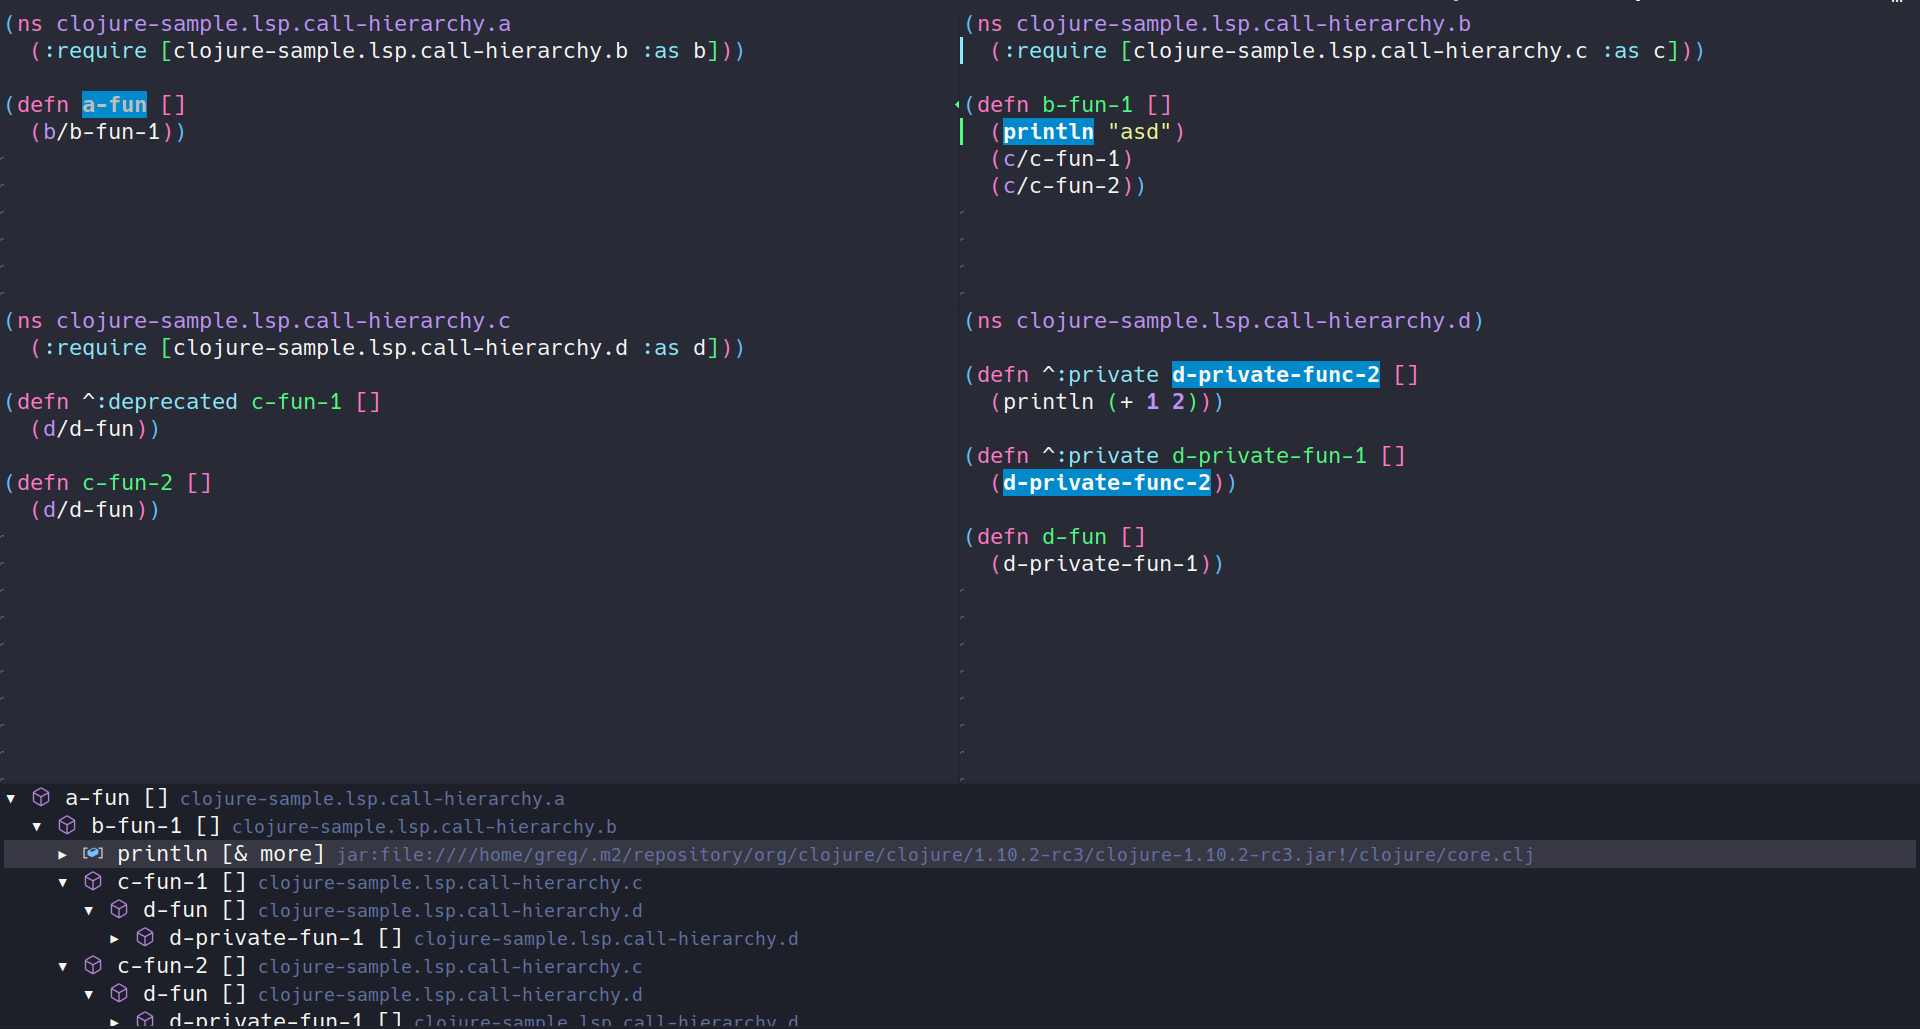 (ns clojure-sample.lsp.call-hierarchy.a
  (:require [clojure-sample.lsp.call-hierarchy.b :as b]))

(defn a-fun []
  (b/b-fun-1))

(ns clojure-sample.lsp.call-hierarchy.b
  (:require [clojure-sample.lsp.call-hierarchy.c :as c]))

(defn b-fun-1 []
  (println "asd")
  (c/c-fun-1)
  (c/c-fun-2))

(ns clojure-sample.lsp.call-hierarchy.c
  (:require [clojure-sample.lsp.call-hierarchy.d :as d]))

(defn ^:deprecated c-fun-1 []
  (d/d-fun))

(defn c-fun-2 []
  (d/d-fun))

(ns clojure-sample.lsp.call-hierarchy.d)

(defn ^:private d-private-func-2 []
  (println (+ 1 2)))

(defn ^:private d-private-fun-1 []
  (d-private-func-2))

(defn d-fun []
  (d-private-fun-1))

a-fun [] clojure-sample.lsp.call-hierarchy.a
b-fun-1 [] clojure-sample.lsp.call-hierarchy.b
println [& more] jar:file:////home/greg/.m2/repository/org/clojure/clojure/1.10.2-rc3/clojure-1.10.2-rc3.jar!/clojure/core.clj
c-fun-1 [] clojure-sample.lsp.call-hierarchy.c
d-fun [] clojure-sample.lsp.call-hierarchy.d
d-private-fun-1 [] clojure-sample.lsp.call-hierarchy.d
c-fun-2 [] clojure-sample.lsp.call-hierarchy.c
d-fun [] clojure-sample.lsp.call-hierarchy.d
d-private-fun-1 [] clojure-sample.lsp.call-hierarchy.d